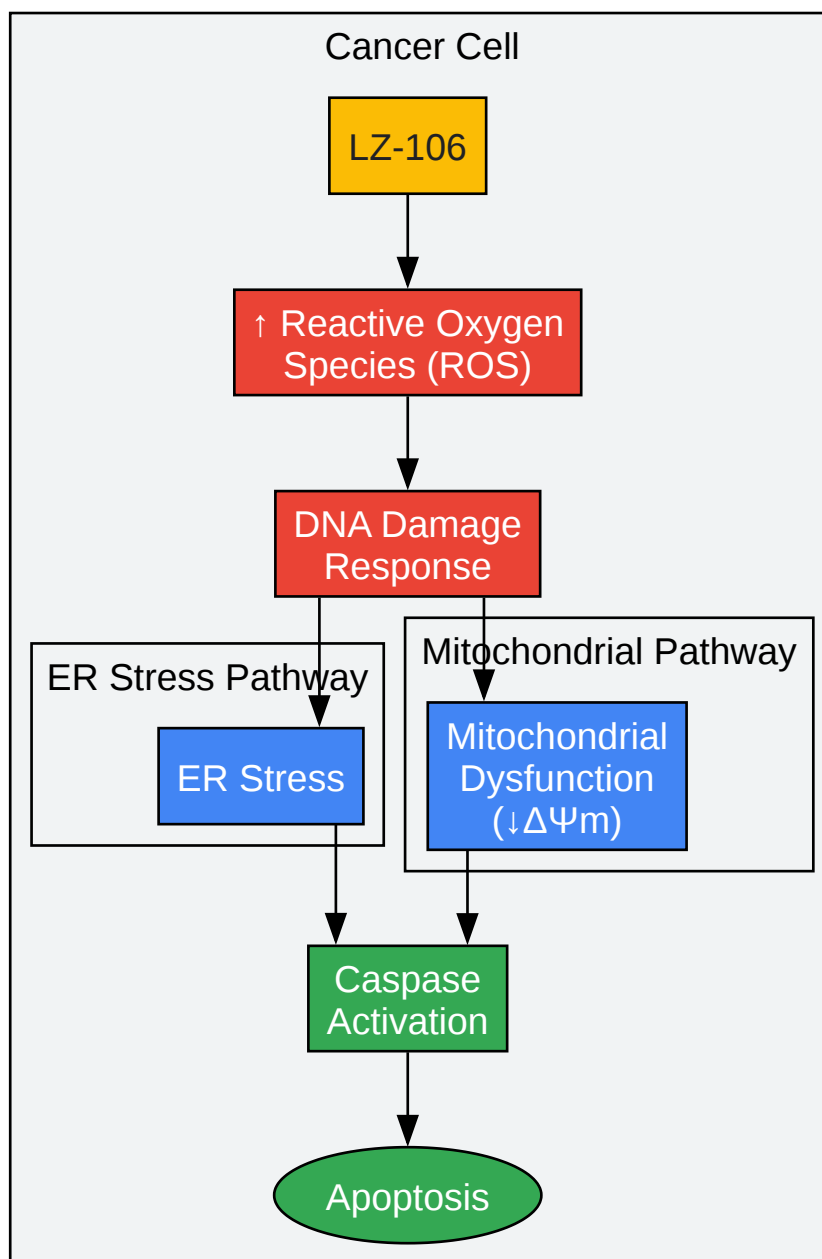 Cancer Cell
LZ-106
↑ Reactive Oxygen
Species (ROS)
DNA Damage
Response
ER Stress Pathway
Mitochondrial Pathway
ER Stress
Mitochondrial
Dysfunction
(↓ΔΨm)
Caspase
Activation
Apoptosis